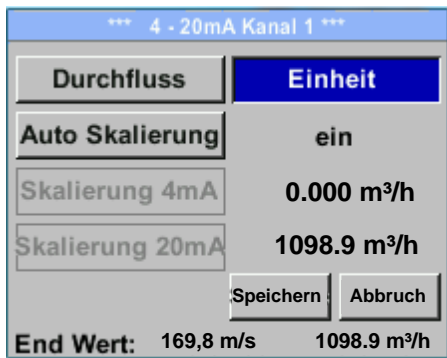 *** 4 - 20mA Kanal 1 ***
Durchfluss Einheit
Auto Skalierung ein
Skalierung 4mA 0.000 m³/h
Skalierung 20mA 1098.9 m³/h
Speichern Abbruch
End Wert: 169,8 m/s 1098.9 m³/h